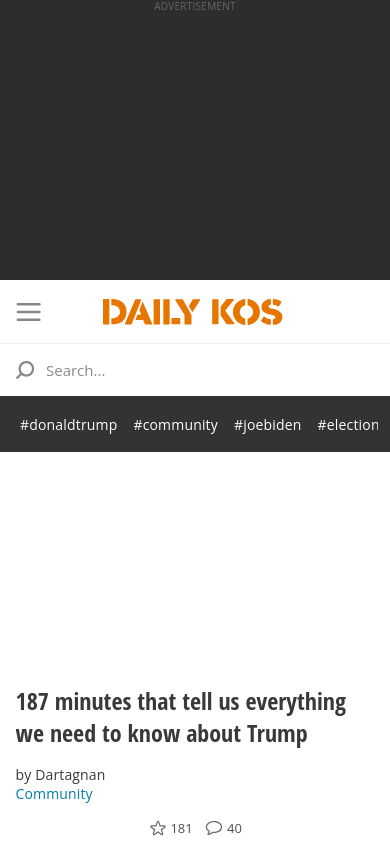 ADVERTISEMENT
DAILY KOS
Search...
#donaldtrump #community #joebiden #election
187 minutes that tell us everything
we need to know about Trump
by Dartagnan
Community
181 40